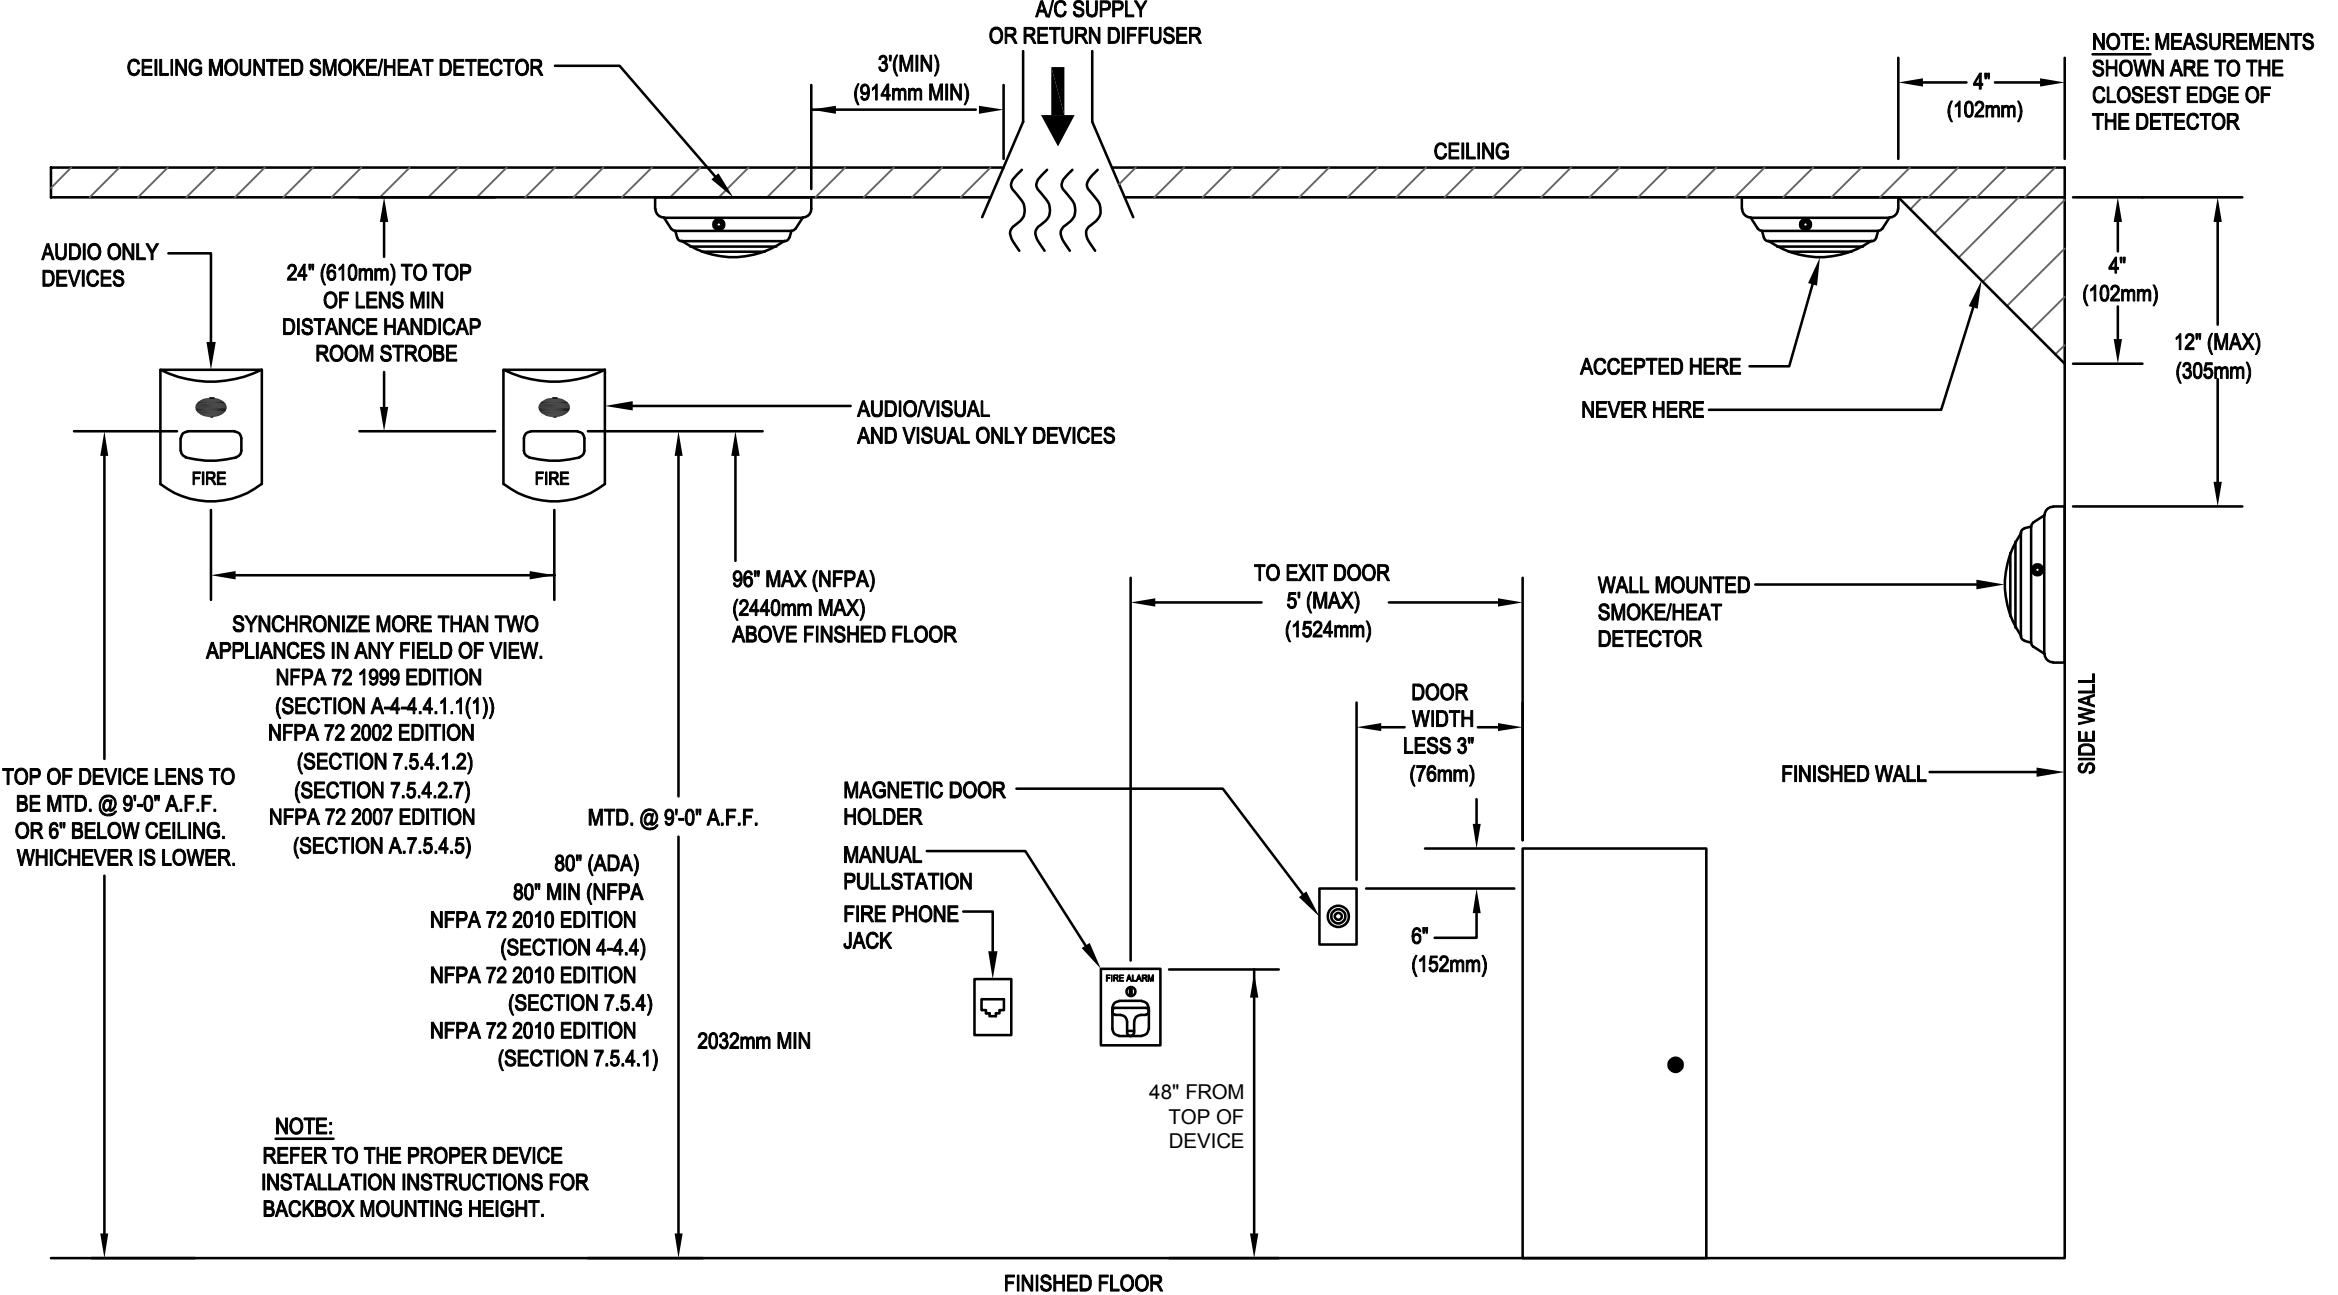 A/C SUPPLY
OR RETURN DIFFUSER
NOTE: MEASUREMENTS
SHOWN ARE TO THE
CLOSEST EDGE OF
THE DETECTOR
CEILING MOUNTED SMOKE/HEAT DETECTOR
3'(MIN)
(914mm MIN)
4"
(102mm)
CEILING
AUDIO ONLY
DEVICES
24" (610mm) TO TOP
OF LENS MIN
DISTANCE HANDICAP
ROOM STROBE
4"
(102mm)
12" (MAX)
(305mm)
ACCEPTED HERE
NEVER HERE
AUDIO/VISUAL
AND VISUAL ONLY DEVICES
FIRE
FIRE
96" MAX (NFPA)
(2440mm MAX)
ABOVE FINSHED FLOOR
TO EXIT DOOR
5' (MAX)
(1524mm)
WALL MOUNTED
SMOKE/HEAT
DETECTOR
SYNCHRONIZE MORE THAN TWO
APPLIANCES IN ANY FIELD OF VIEW.
NFPA 72 1999 EDITION
(SECTION A-4-4.4.1.1(1))
NFPA 72 2002 EDITION
(SECTION 7.5.4.1.2)
(SECTION 7.5.4.2.7)
NFPA 72 2007 EDITION
(SECTION A.7.5.4.5)
DOOR
WIDTH
LESS 3"
(76mm)
SIDE WALL
FINISHED WALL
TOP OF DEVICE LENS TO
BE MTD. @ 9'-0" A.F.F.
OR 6" BELOW CEILING.
WHICHEVER IS LOWER.
MTD. @ 9'-0" A.F.F.
80" (ADA)
80" MIN (NFPA
NFPA 72 2010 EDITION
(SECTION 4-4.4)
NFPA 72 2010 EDITION
(SECTION 7.5.4)
NFPA 72 2010 EDITION
(SECTION 7.5.4.1)
2032mm MIN
MAGNETIC DOOR
HOLDER
MANUAL
PULLSTATION
FIRE PHONE
JACK
6"
(152mm)
FIRE ALARM
48" FROM
TOP OF
DEVICE
NOTE:
REFER TO THE PROPER DEVICE
INSTALLATION INSTRUCTIONS FOR
BACKBOX MOUNTING HEIGHT.
FINISHED FLOOR